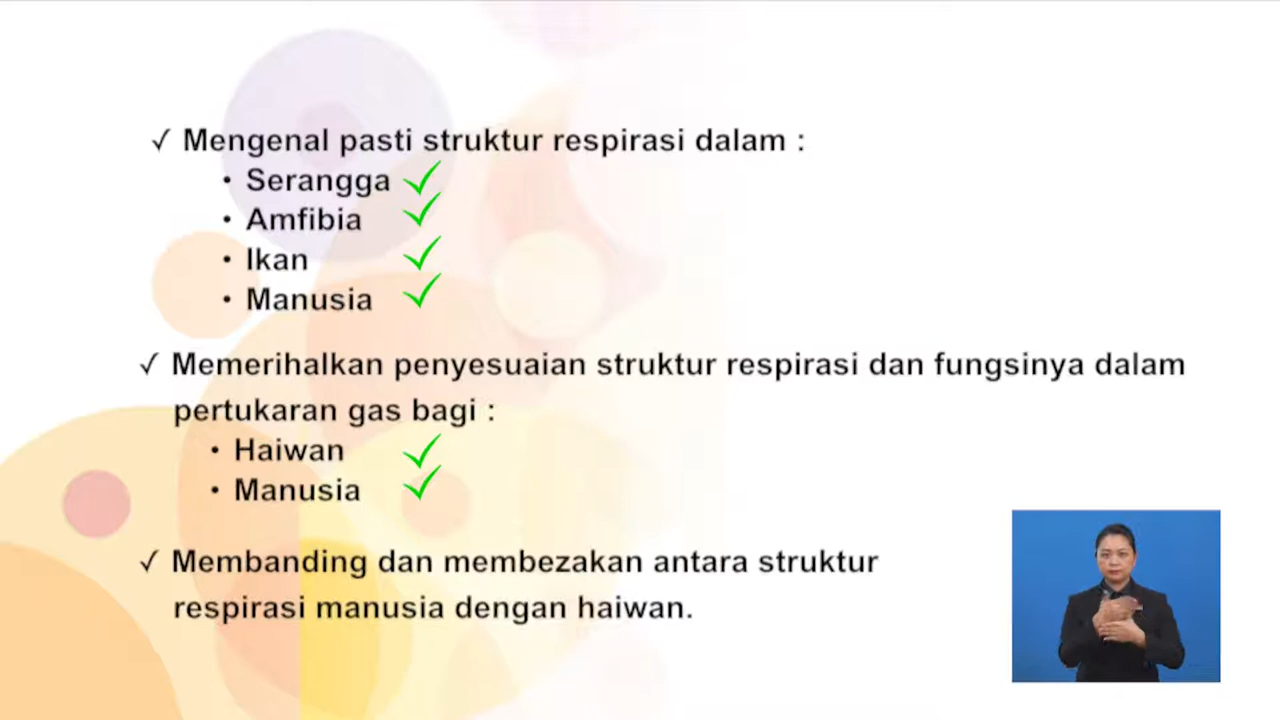 ✓ Mengenal pasti struktur respirasi dalam :
• Serangga ✓
• Amfibia ✓
• Ikan ✓
• Manusia ✓
✓ Memerihalkan penyesuaian struktur respirasi dan fungsinya dalam
pertukaran gas bagi :
• Haiwan ✓
• Manusia ✓
✓ Membanding dan membezakan antara struktur
respirasi manusia dengan haiwan.